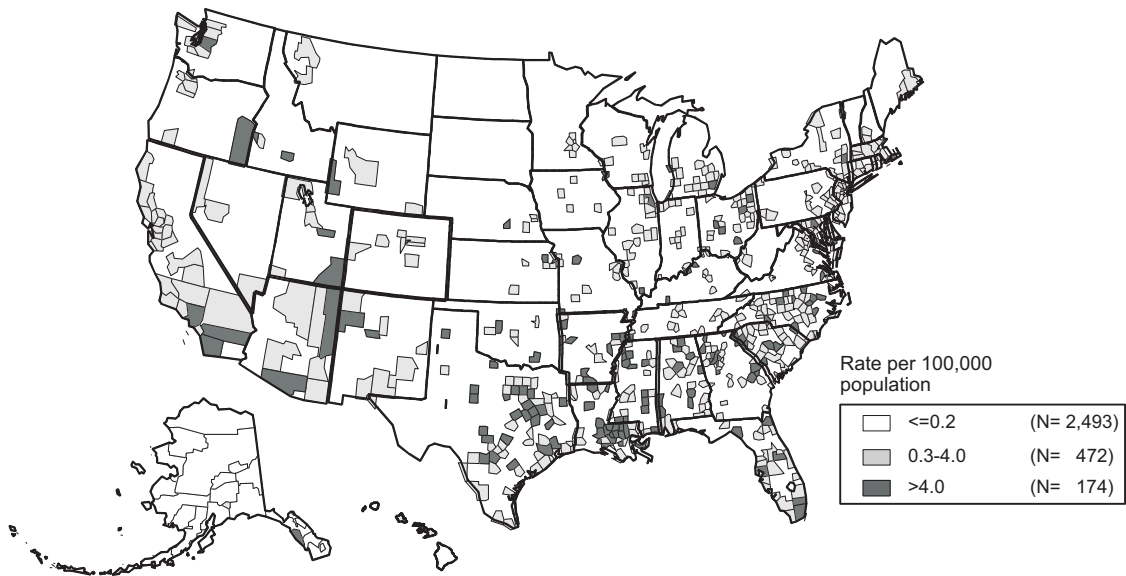 Rate per 100,000
population
<=0.2 (N= 2,493)
0.3-4.0 (N= 472)
>4.0 (N= 174)